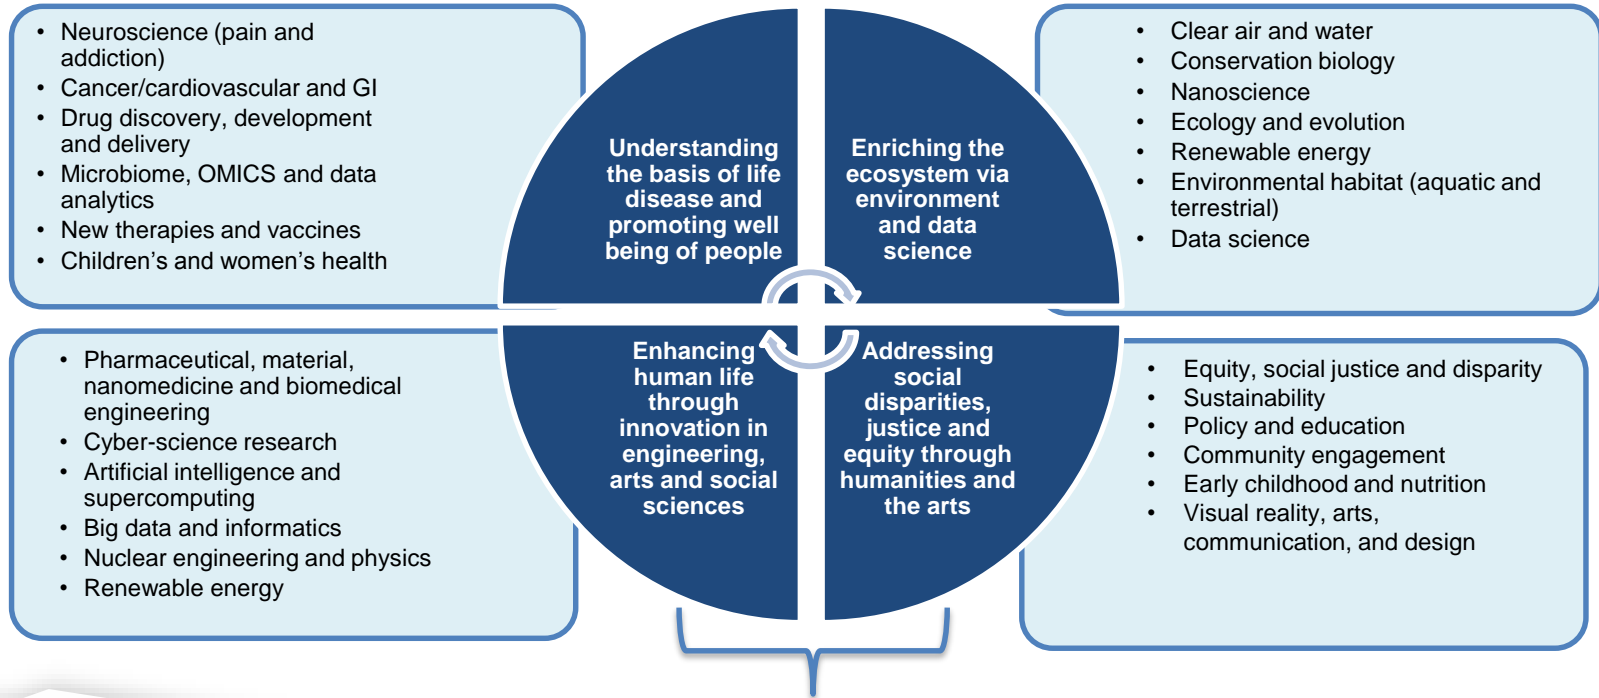 • Neuroscience (pain and
addiction)
• Cancer/cardiovascular and GI
• Drug discovery, development
and delivery
• Microbiome, OMICS and data
analytics
• New therapies and vaccines
• Children’s and women’s health
Understanding
the basis of life
disease and
promoting well
being of people
Enriching the
ecosystem via
environment
and data
science
• Clear air and water
• Conservation biology
• Nanoscience
• Ecology and evolution
• Renewable energy
• Environmental habitat (aquatic and
terrestrial)
• Data science
• Pharmaceutical, material,
nanomedicine and biomedical
engineering
• Cyber-science research
• Artificial intelligence and
supercomputing
• Big data and informatics
• Nuclear engineering and physics
• Renewable energy
Enhancing
human life
through
innovation in
engineering,
arts and social
sciences
Addressing
social
disparities,
justice and
equity through
humanities and
the arts
• Equity, social justice and disparity
• Sustainability
• Policy and education
• Community engagement
• Early childhood and nutrition
• Visual reality, arts,
communication, and design